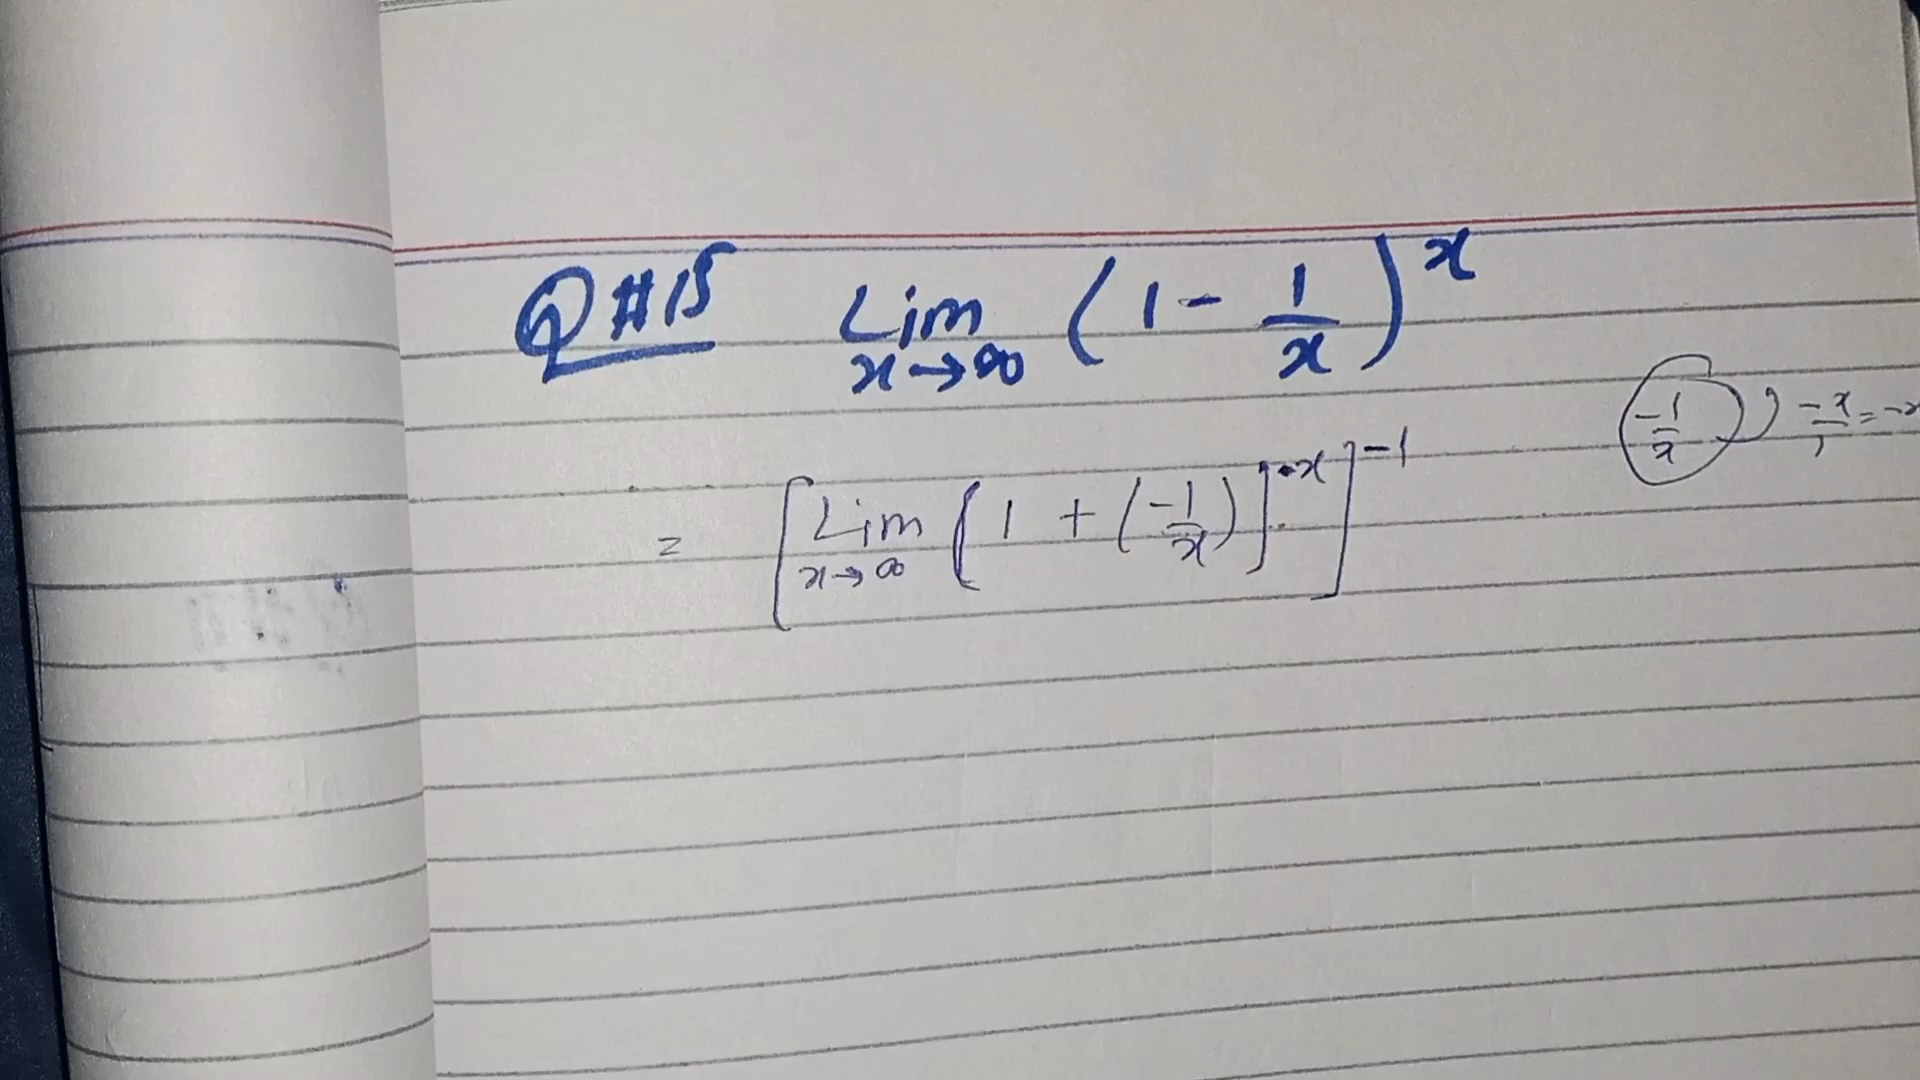 Q#15 Lim x→∞ (1 - 1/x)^x
(-1/x) ) -x/1 = -x
= [Lim x→∞ (1 + (-1/x)]^-x]^-1